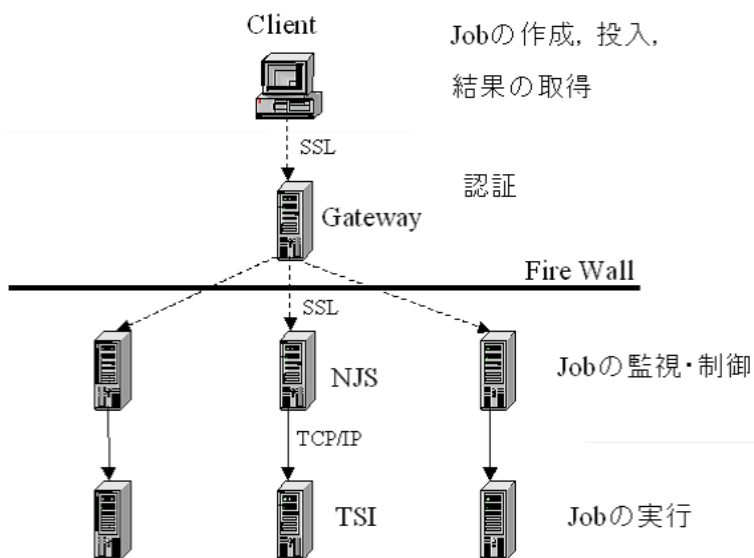 Client
Jobの作成, 投入,
結果の取得
SSL
認証
Gateway
Fire Wall
SSL
NJS
Jobの監視・制御
TCP/IP
TSI
Jobの実行